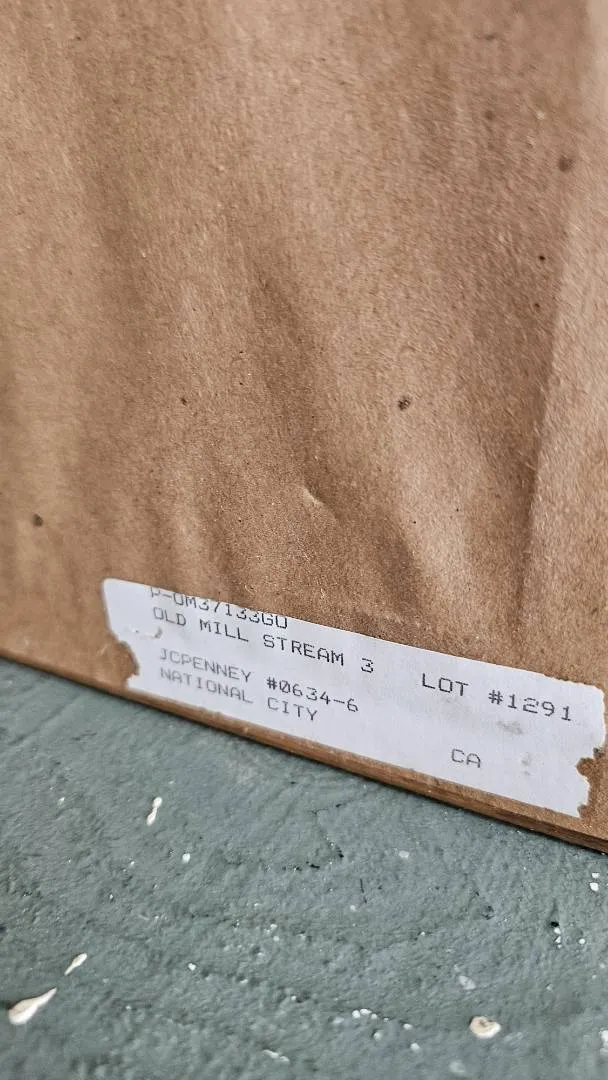 P-OM37133GO
OLD MILL STREAM 3 LOT #1291
JCPENNEY #0634-6
NATIONAL CITY CA